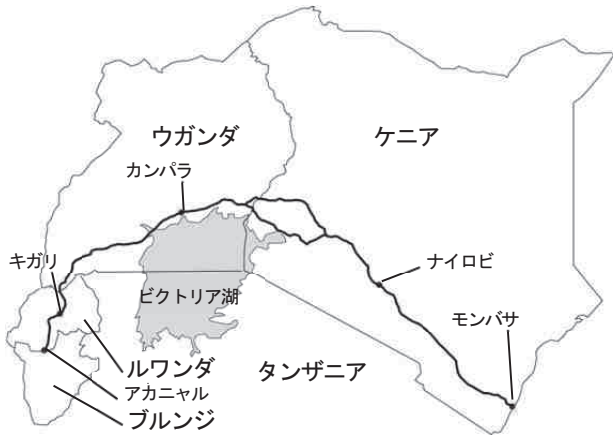 ウガンダ
ケニア
カンパラ
キガリ
ナイロビ
ビクトリア湖
モンバサ
ルワンダ
タンザニア
アカニャル
ブルンジ